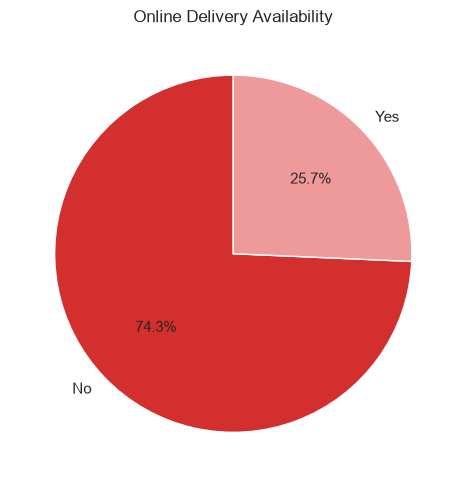 Online Delivery Availability
Yes
25.7%
74.3%
No